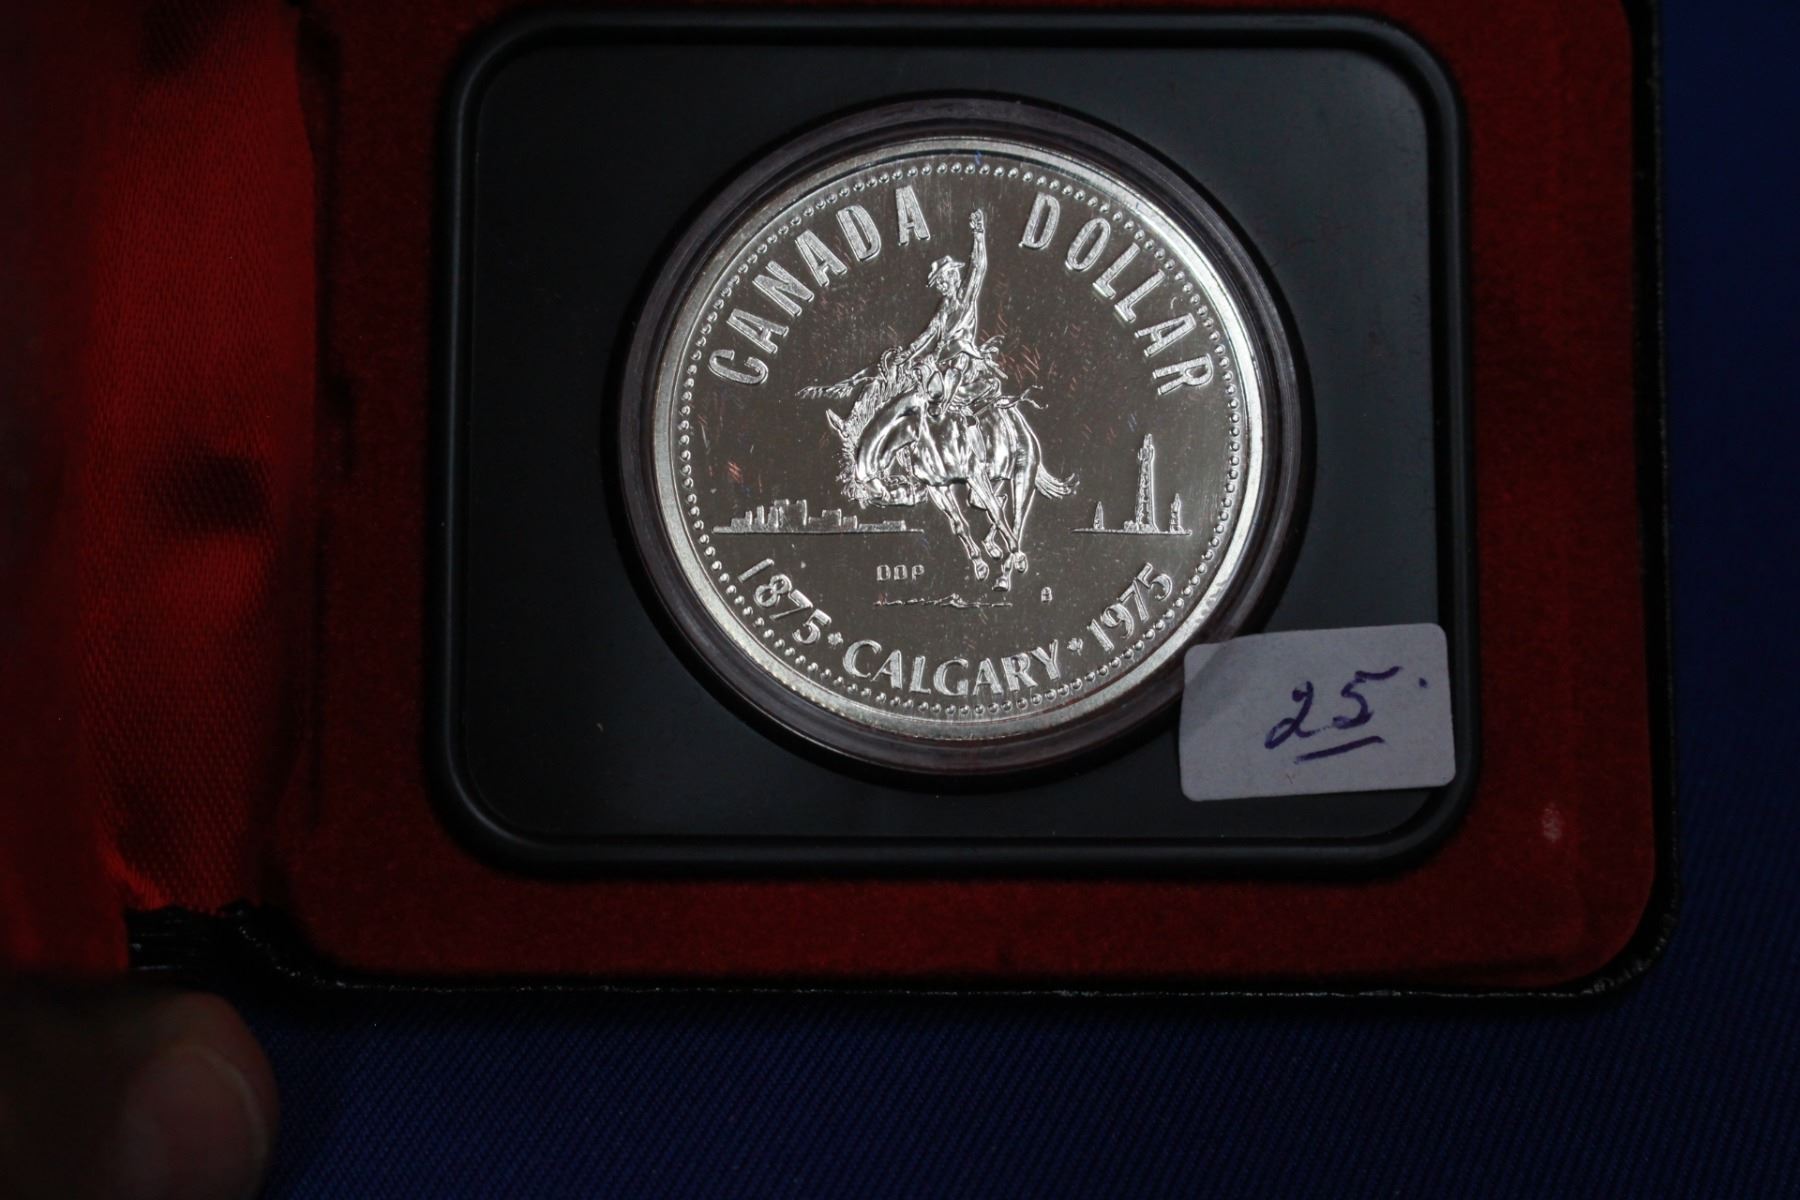 CANADA DOLLAR
DDP
1875 • CALGARY • 1975
25.